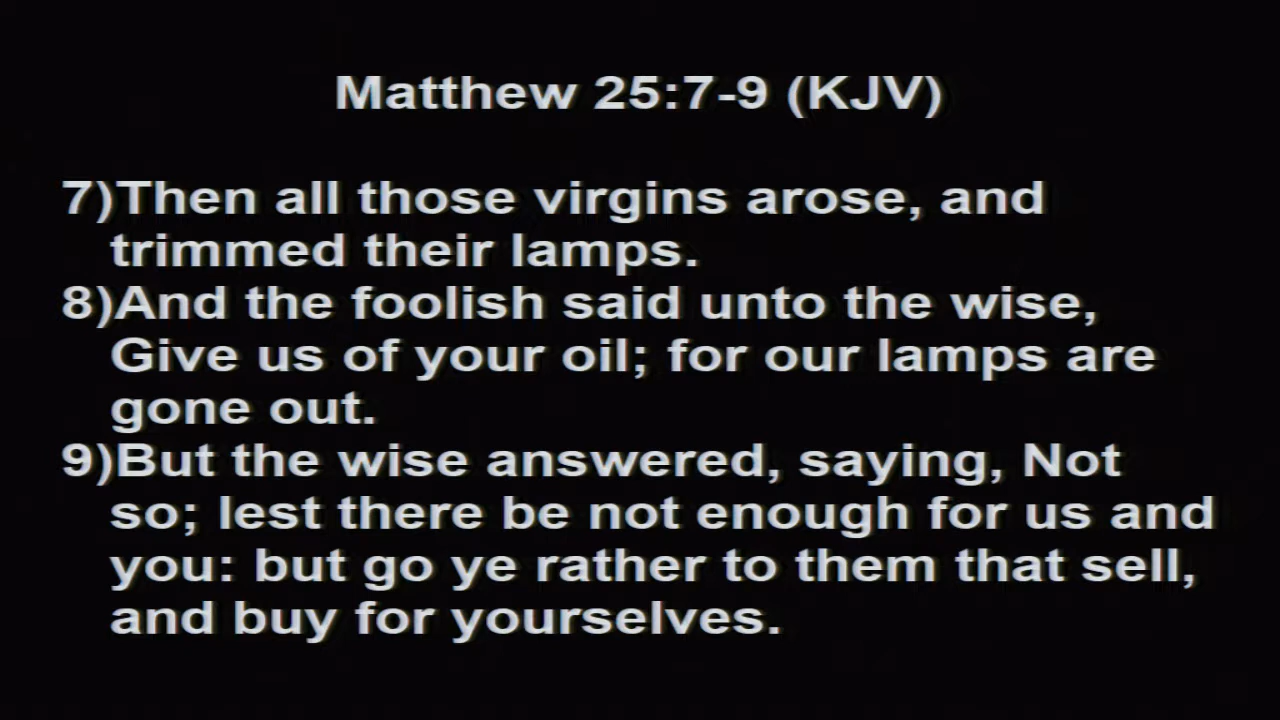 Matthew 25:7-9 (KJV)
7)Then all those virgins arose, and
trimmed their lamps.
8)And the foolish said unto the wise,
Give us of your oil; for our lamps are
gone out.
9)But the wise answered, saying, Not
so; lest there be not enough for us and
you: but go ye rather to them that sell,
and buy for yourselves.